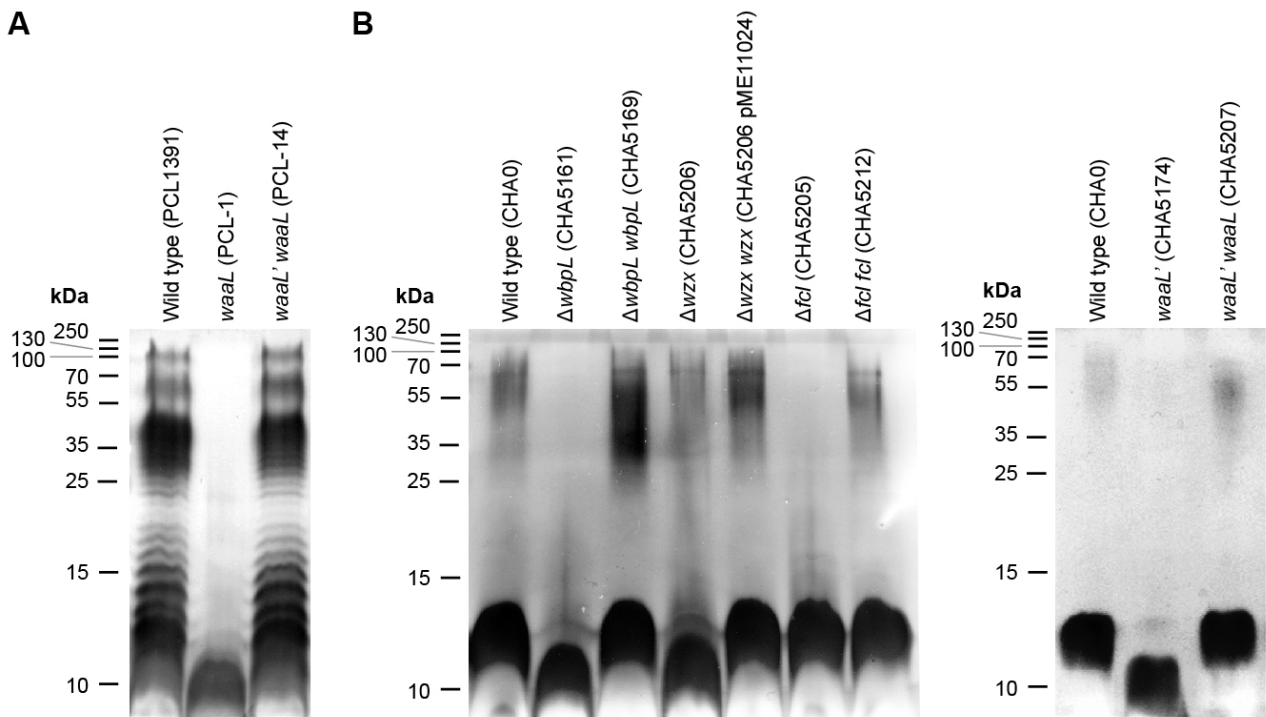 A
B
Wild type (PCL1391)
waaL (PCL-1)
waaL' waaL (PCL-14)
kDa
250
130
100
70
55
35
25
15
10
Wild type (CHA0)
ΔwbpL (CHA5161)
ΔwbpL wbpL (CHA5169)
Δwzx (CHA5206)
Δwzx wzx (CHA5206 pME11024)
Δfcl (CHA5205)
Δfcl fcl (CHA5212)
kDa
250
130
100
70
55
35
25
15
10
Wild type (CHA0)
waaL' (CHA5174)
waaL' waaL (CHA5207)
kDa
250
130
100
70
55
35
25
15
10